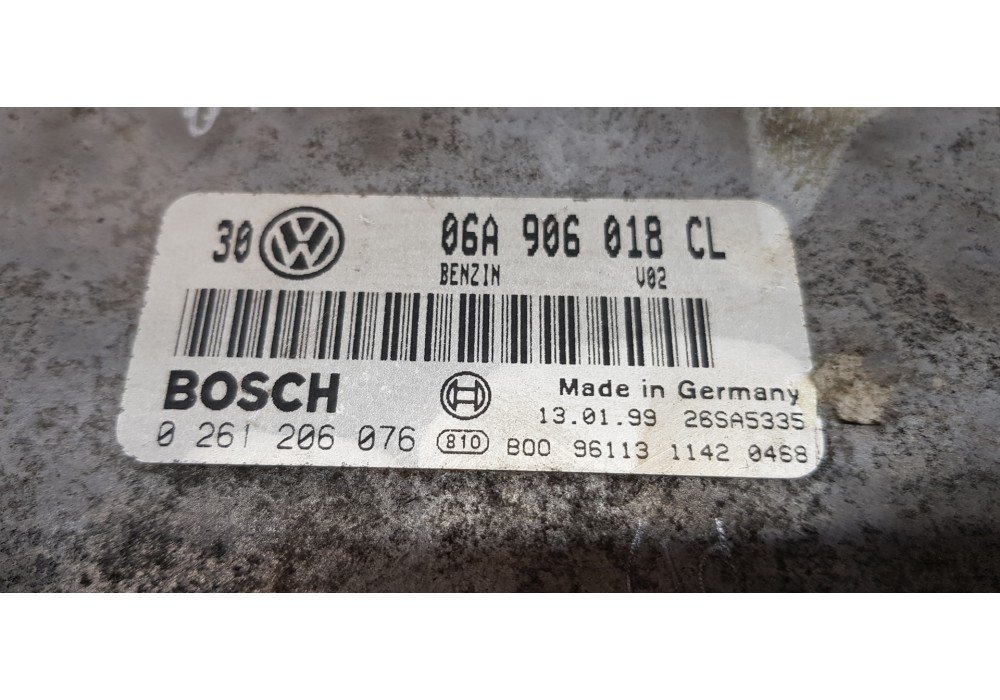 30 VW 06A 906 018 CL
BENZIN V02
BOSCH Made in Germany
13.01.99 26SA5335
0 261 206 076 810 B00 96113 1142 0468